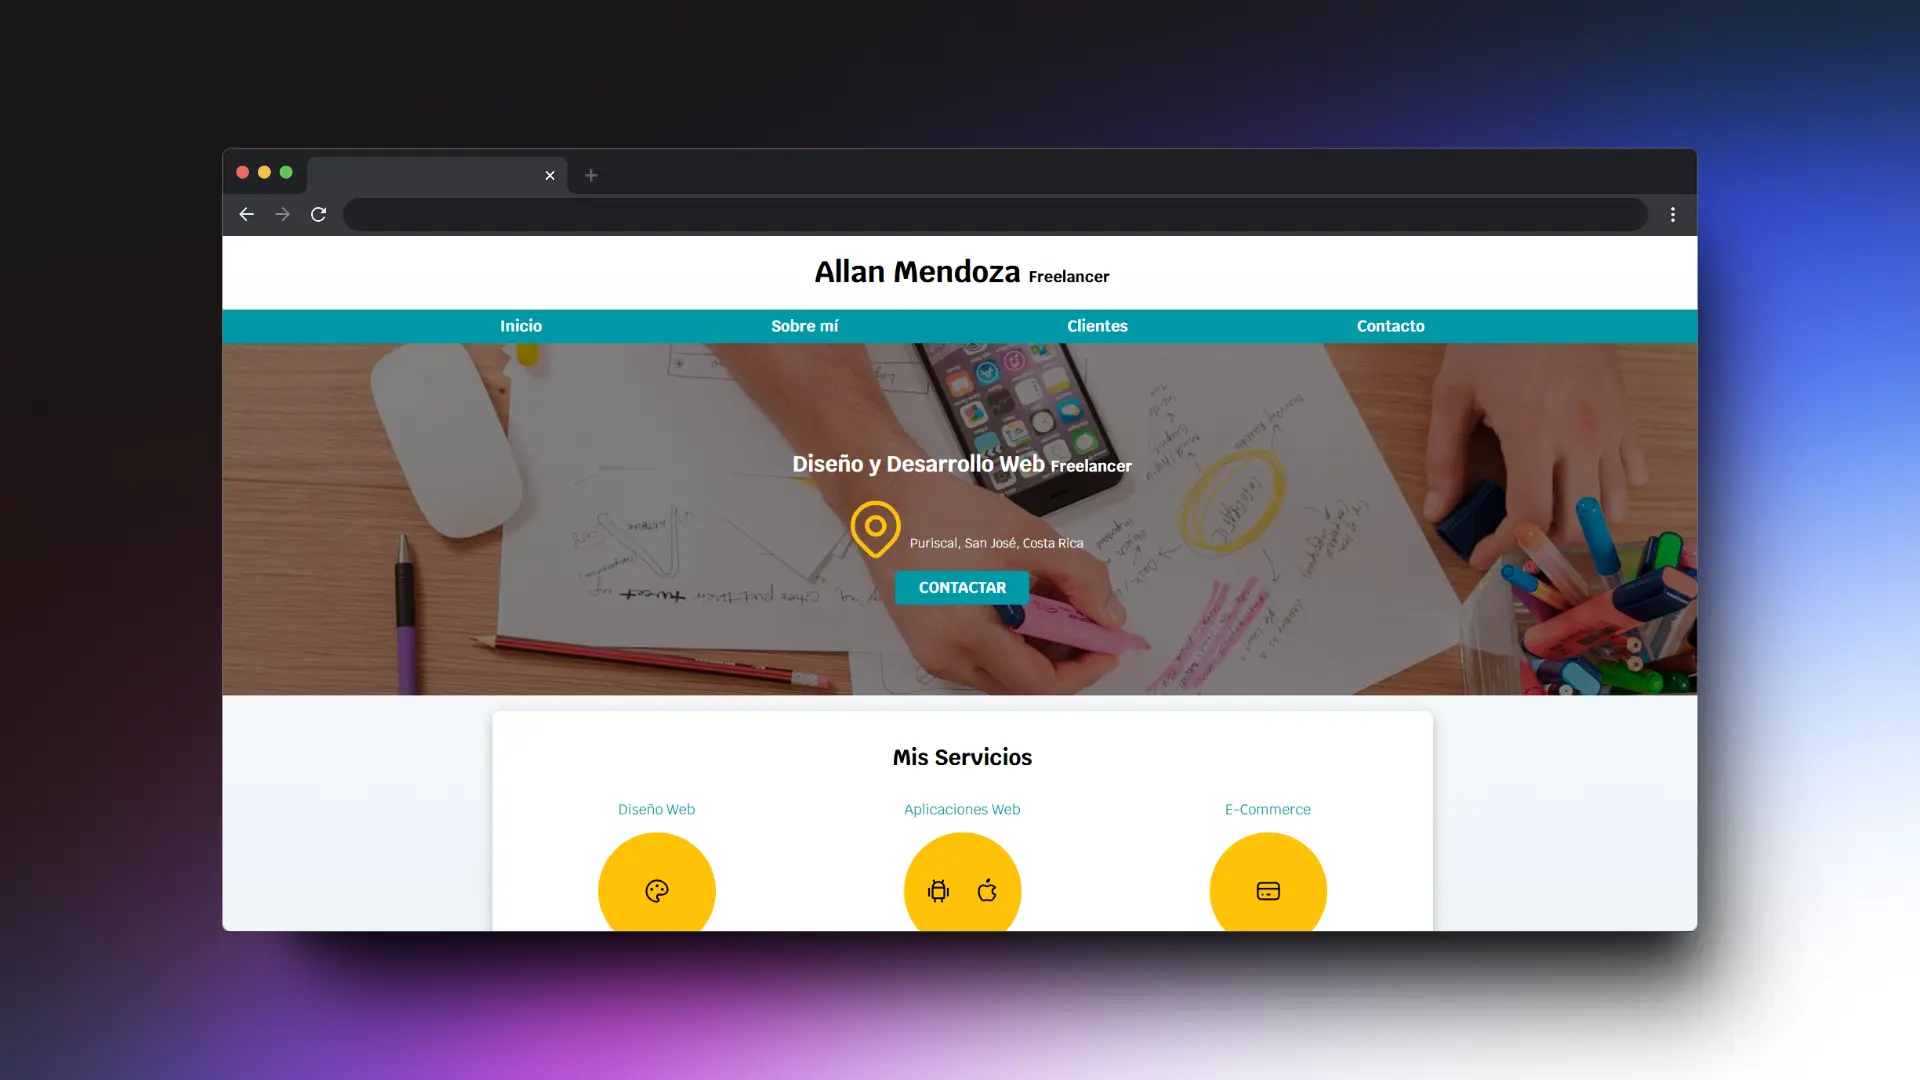 Allan Mendoza Freelancer
Inicio Sobre mí Clientes Contacto
Diseño y Desarrollo Web Freelancer
Puriscal, San José, Costa Rica
CONTACTAR
Mis Servicios
Diseño Web Aplicaciones Web E-Commerce